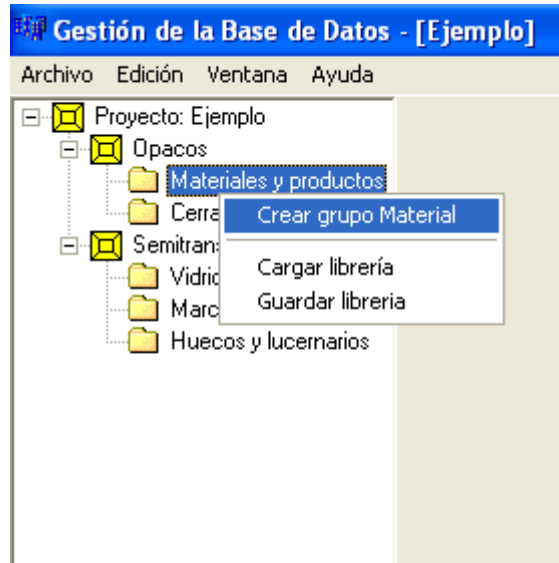 Gestión de la Base de Datos - [Ejemplo]
Archivo Edición Ventana Ayuda
Proyecto: Ejemplo
Opacos
Materiales y productos
Crear grupo Material
Cargar librería
Guardar libreria
Huecos y lucernarios